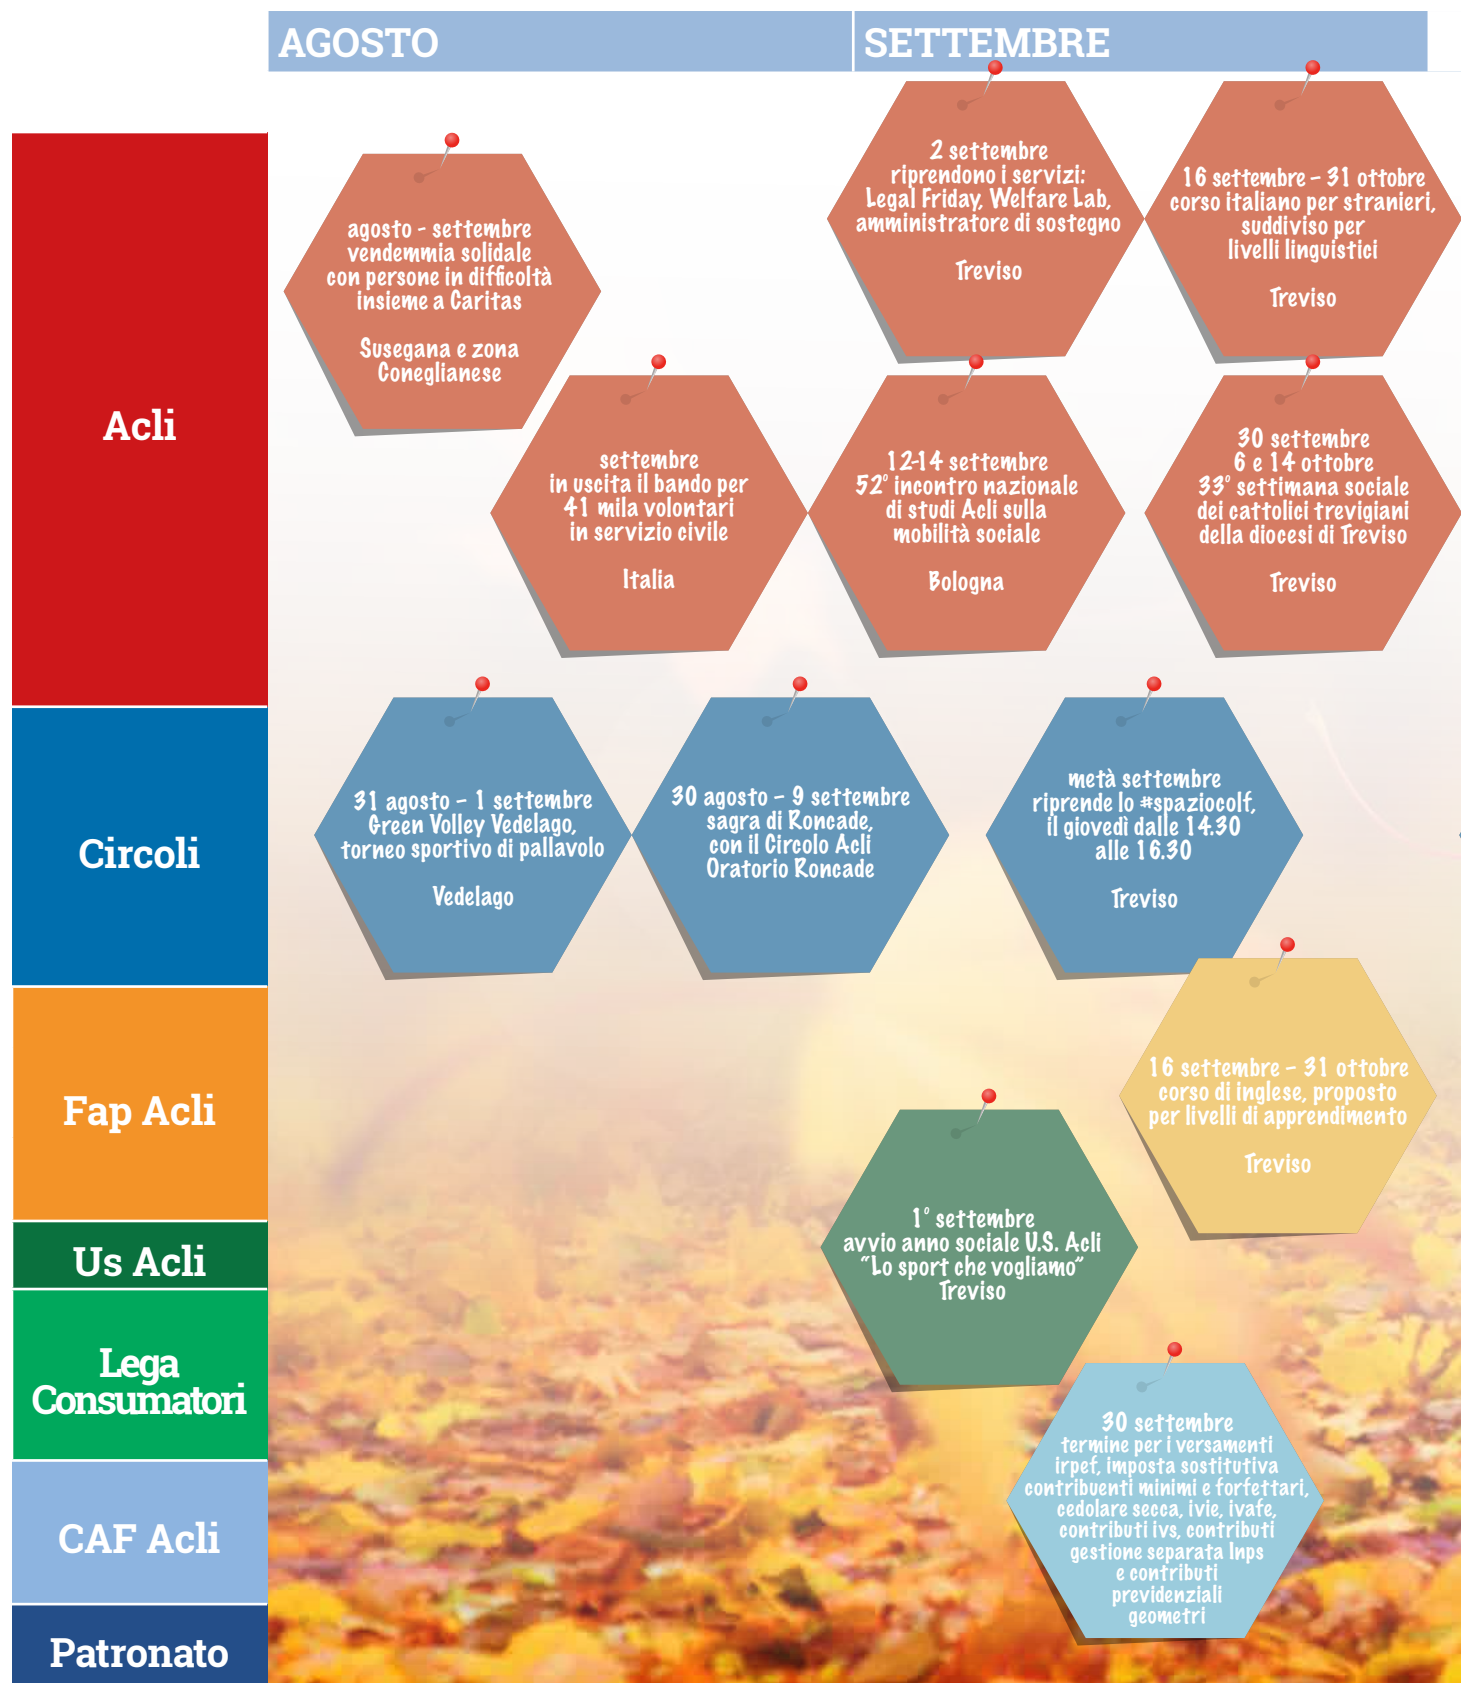 AGOSTO
SETTEMBRE
Acli
agosto - settembre
vendemmia solidale
con persone in difficoltà
insieme a Caritas
Susegana e zona
Coneglianese
2 settembre
riprendono i servizi:
Legal Friday, Welfare Lab,
amministratore di sostegno
Treviso
16 settembre – 31 ottobre
corso italiano per stranieri,
suddiviso per
livelli linguistici
Treviso
settembre
in uscita il bando per
41 mila volontari
in servizio civile
Italia
12-14 settembre
52° incontro nazionale
di studi Acli sulla
mobilità sociale
Bologna
30 settembre
6 e 14 ottobre
33° settimana sociale
dei cattolici trevigiani
della diocesi di Treviso
Treviso
Circoli
31 agosto – 1 settembre
Green Volley Vedelago,
torneo sportivo di pallavolo
Vedelago
30 agosto – 9 settembre
sagra di Roncade,
con il Circolo Acli
Oratorio Roncade
metà settembre
riprende lo #spaziocolf,
il giovedì dalle 14.30
alle 16.30
Treviso
Fap Acli
16 settembre – 31 ottobre
corso di inglese, proposto
per livelli di apprendimento
Treviso
Us Acli
1° settembre
avvio anno sociale U.S. Acli
“Lo sport che vogliamo”
Treviso
Lega
Consumatori
CAF Acli
30 settembre
termine per i versamenti
irpef, imposta sostitutiva
contribuenti minimi e forfettari,
cedolare secca, ivie, ivafe,
contributi ivs, contributi
gestione separata Inps
e contributi
previdenziali
geometri
Patronato